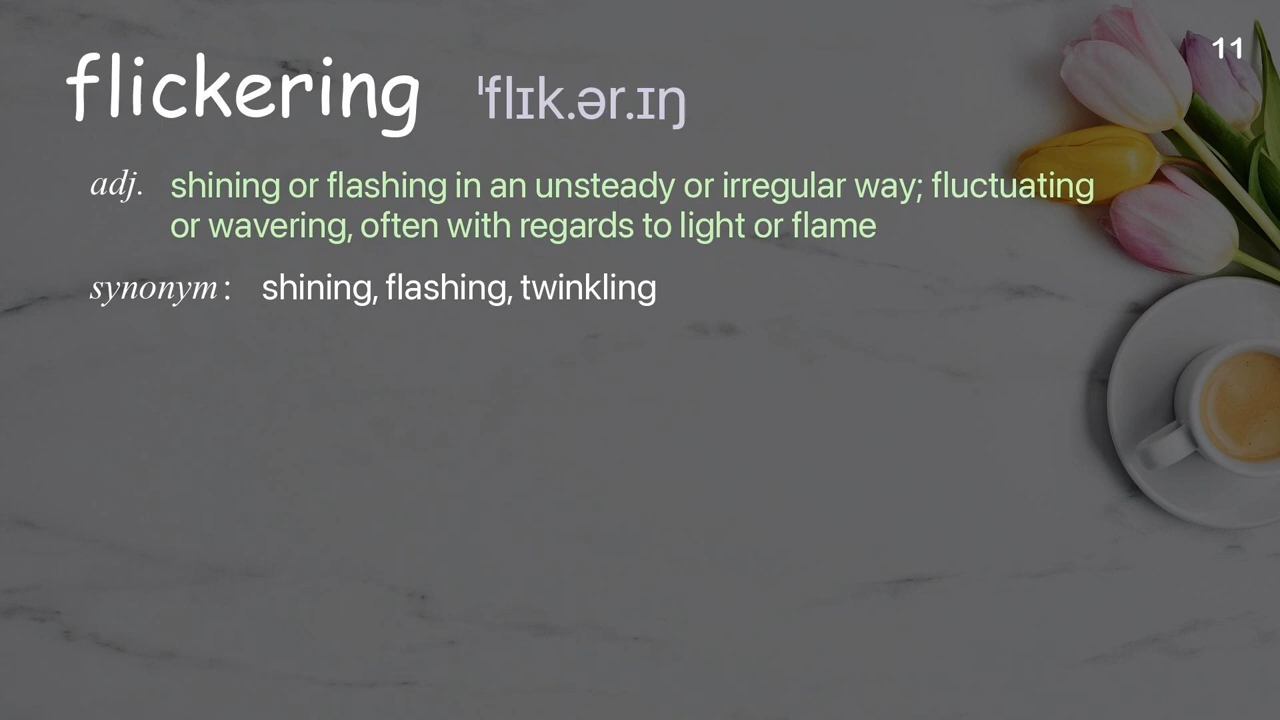 11
flickering ˈflɪk.ər.ɪŋ
adj. shining or flashing in an unsteady or irregular way; fluctuating
or wavering, often with regards to light or flame
synonym : shining, flashing, twinkling